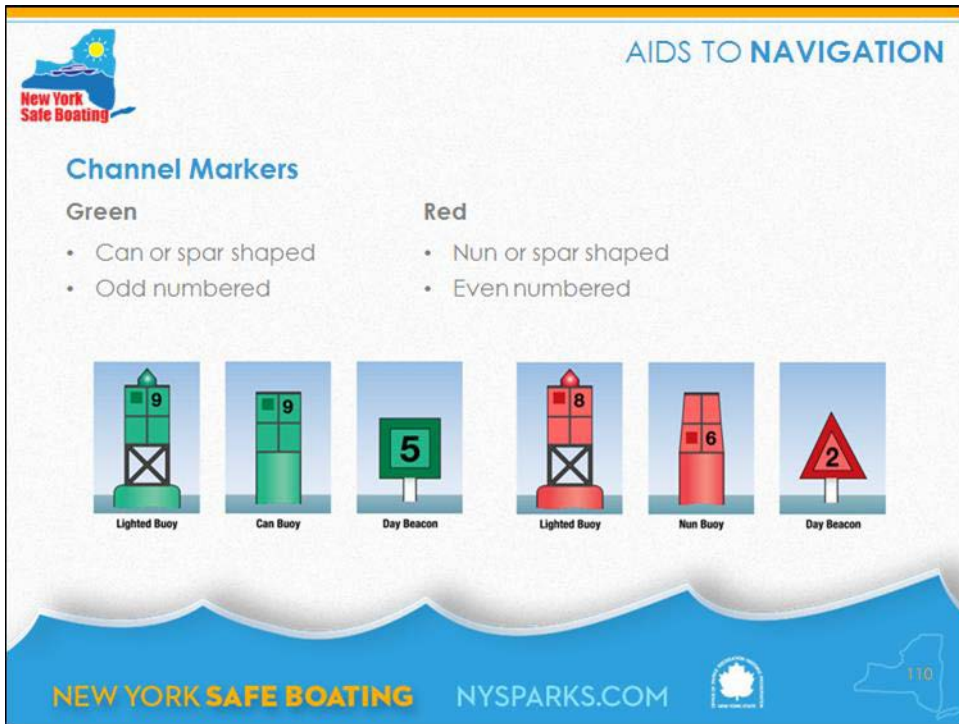 AIDS TO NAVIGATION
New York
Safe Boating
Channel Markers
Green
• Can or spar shaped
• Odd numbered
Red
• Nun or spar shaped
• Even numbered
9
Lighted Buoy
9
Can Buoy
5
Day Beacon
8
Lighted Buoy
6
Nun Buoy
2
Day Beacon
NEW YORK SAFE BOATING
NYSPARKS.COM
110